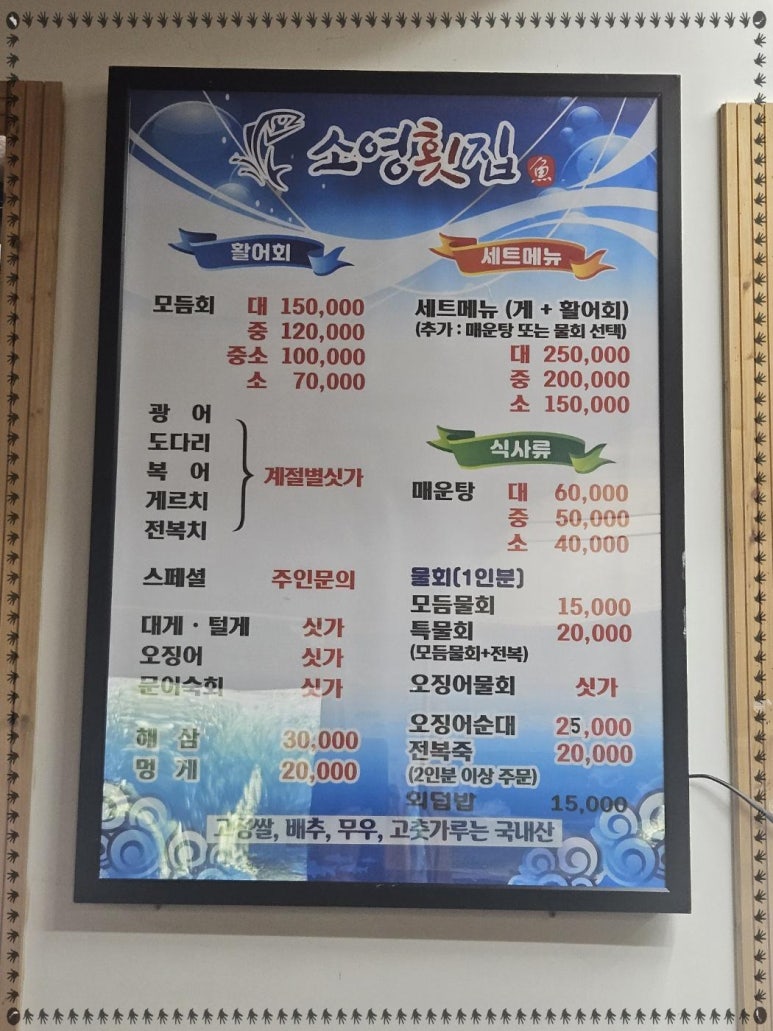 소영횟집 魚
활어회
모듬회 대 150,000
중 120,000
중소 100,000
소 70,000
광 어
도다리
복 어
게르치
전복치
계절별싯가
스페셜 주인문의
대게 · 털게 싯가
오징어 싯가
문어숙회 싯가
해 삼 30,000
멍 게 20,000
세트메뉴
세트메뉴 (게 + 활어회)
(추가 : 매운탕 또는 물회 선택)
대 250,000
중 200,000
소 150,000
식사류
매운탕 대 60,000
중 50,000
소 40,000
물회(1인분)
모듬물회 15,000
특물회 20,000
(모듬물회+전복)
오징어물회 싯가
오징어순대 25,000
전복죽 20,000
(2인분 이상 주문)
회덮밥 15,000
배추, 무우, 고춧가루는 국내산